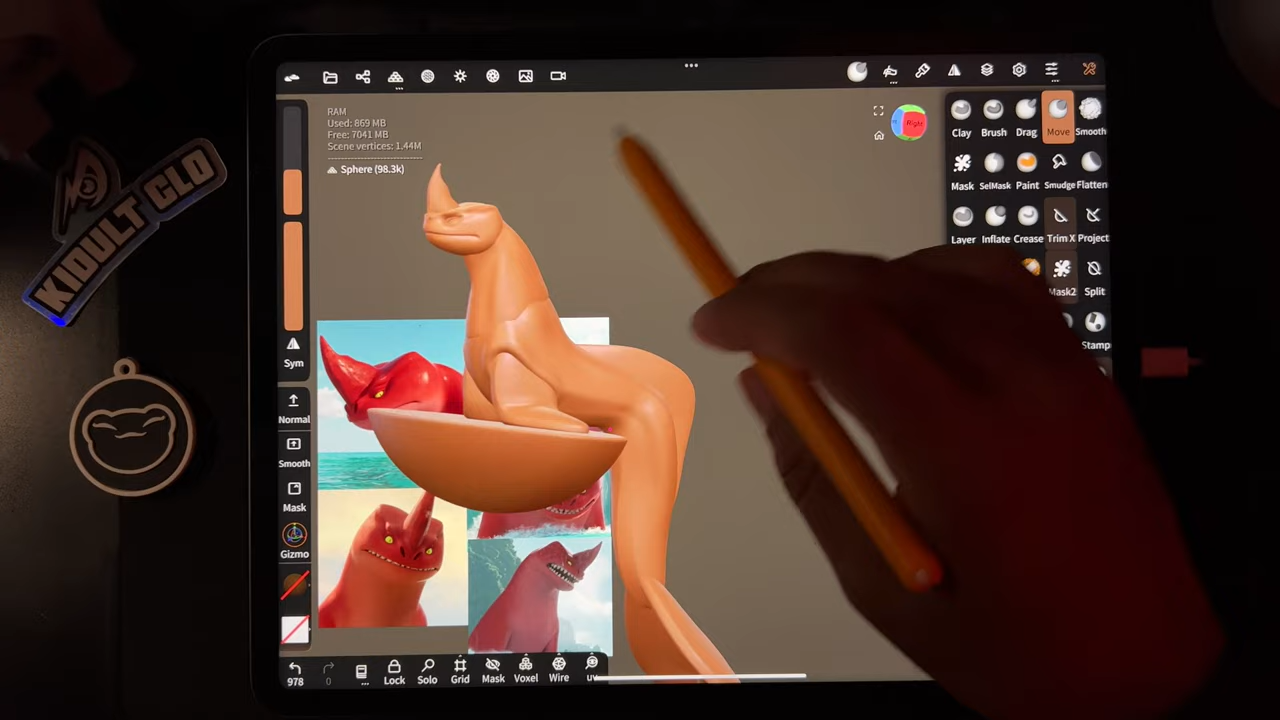 KIDULT CLO
RAM
Used: 869 MB
Free: 7041 MB
Scene vertices: 1.44M
Sphere (98.3k)
Right
Clay
Brush
Drag
Move
Smooth
Mask
SelMask
Paint
Smudge
Flatten
Layer
Inflate
Crease
Trim X
Project
Mask2
Split
Stamp
Sym
Normal
Smooth
Mask
Gizmo
978
0
Lock
Solo
Grid
Mask
Voxel
Wire
uv